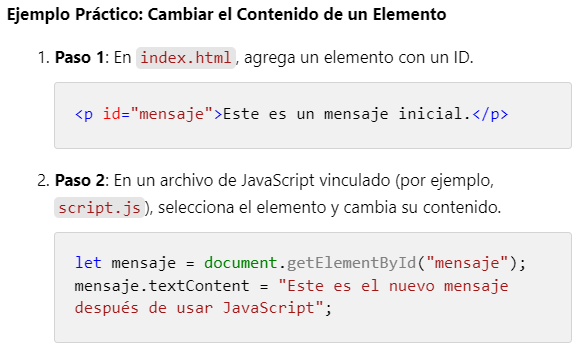 Ejemplo Práctico: Cambiar el Contenido de un Elemento
1. Paso 1: En index.html, agrega un elemento con un ID.
<p id="mensaje">Este es un mensaje inicial.</p>
2. Paso 2: En un archivo de JavaScript vinculado (por ejemplo,
script.js), selecciona el elemento y cambia su contenido.
let mensaje = document.getElementById("mensaje");
mensaje.textContent = "Este es el nuevo mensaje
después de usar JavaScript";